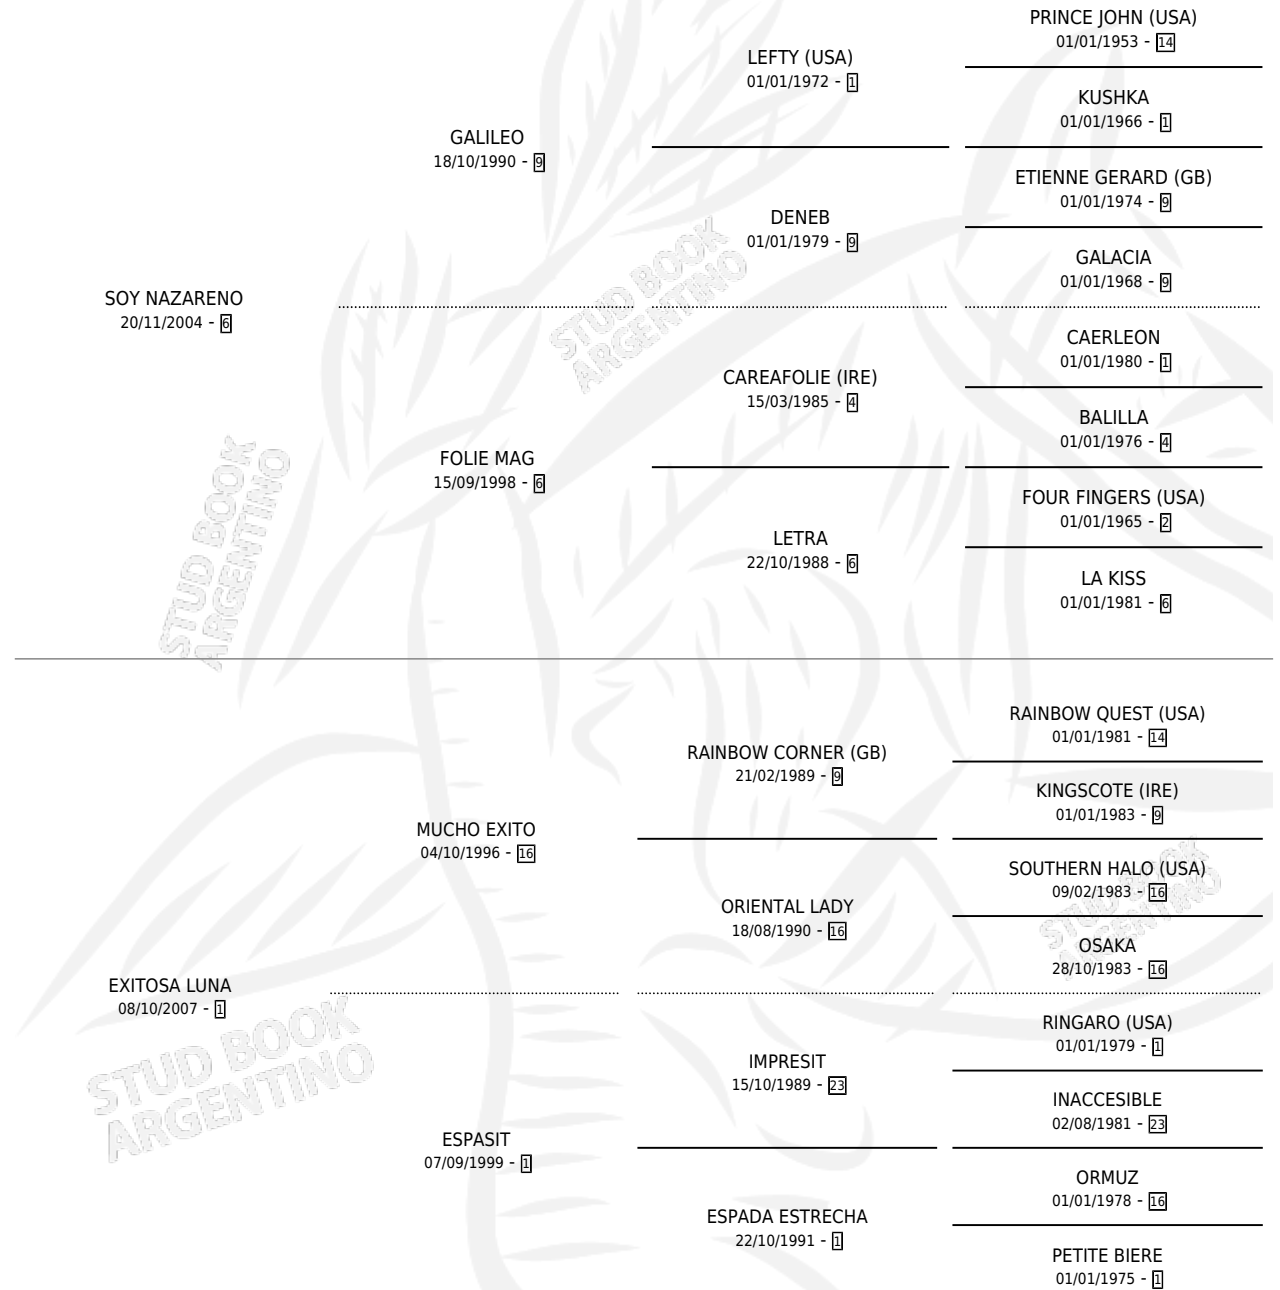 PRINCE JOHN (USA)
01/01/1953 - 14
LEFTY (USA)
01/01/1972 - 1
KUSHKA
01/01/1966 - 1
GALILEO
18/10/1990 - 9
ETIENNE GERARD (GB)
01/01/1974 - 9
DENEB
01/01/1979 - 9
GALACIA
01/01/1968 - 9
SOY NAZARENO
20/11/2004 - 6
CAERLEON
01/01/1980 - 1
CAREAFOLIE (IRE)
15/03/1985 - 4
BALILLA
01/01/1976 - 4
FOLIE MAG
15/09/1998 - 6
FOUR FINGERS (USA)
01/01/1965 - 2
LETRA
22/10/1988 - 6
LA KISS
01/01/1981 - 6
RAINBOW QUEST (USA)
01/01/1981 - 14
RAINBOW CORNER (GB)
21/02/1989 - 9
KINGSCOTE (IRE)
01/01/1983 - 9
MUCHO EXITO
04/10/1996 - 16
SOUTHERN HALO (USA)
09/02/1983 - 16
ORIENTAL LADY
18/08/1990 - 16
OSAKA
28/10/1983 - 16
EXITOSA LUNA
08/10/2007 - 1
RINGARO (USA)
01/01/1979 - 1
IMPRESIT
15/10/1989 - 23
INACCESIBLE
02/08/1981 - 23
ESPASIT
07/09/1999 - 1
ORMUZ
01/01/1978 - 16
ESPADA ESTRECHA
22/10/1991 - 1
PETITE BIERE
01/01/1975 - 1
STUD BOOK
ARGENTINO
STUD BOOK
ARGENTINO
STUD BOOK
ARGENTINO
STUD BOOK
ARGENTINO